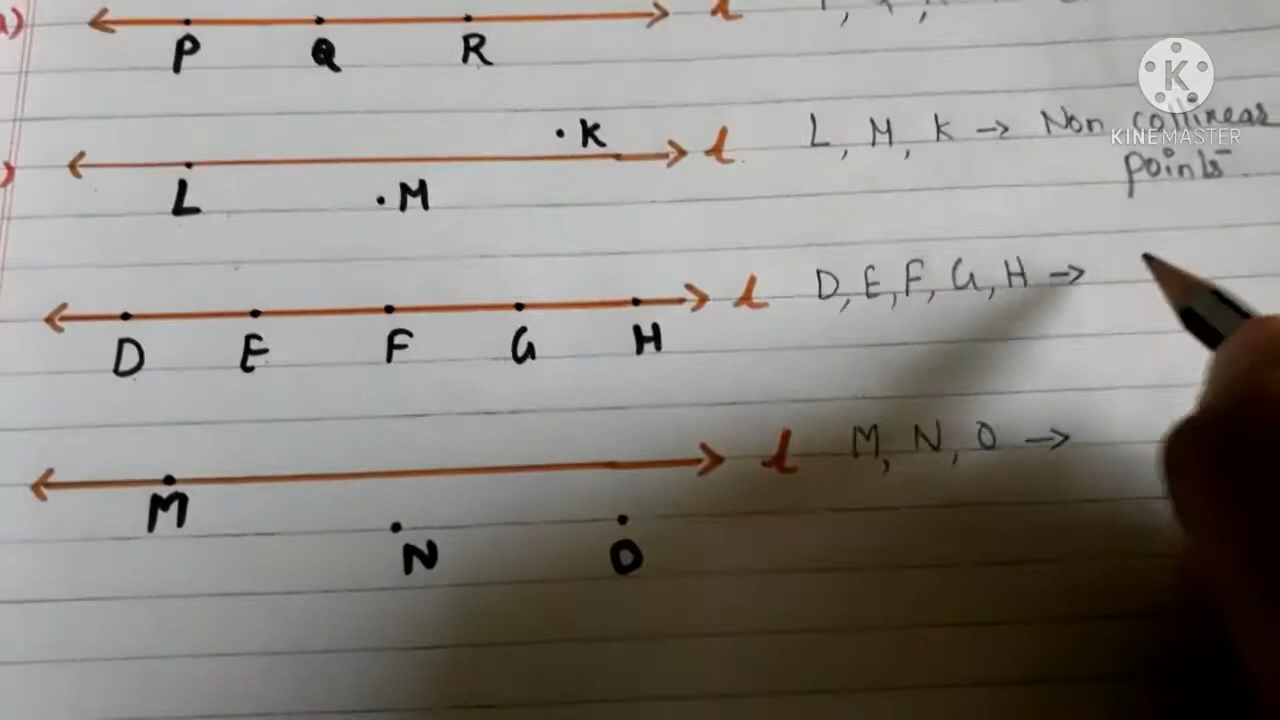 l
P Q R
K
L, M, K → Non collinear
KINEMASTER
points
l
L M
D, E, F, G, H →
l
D E F G H
M, N, O →
l
M
N O